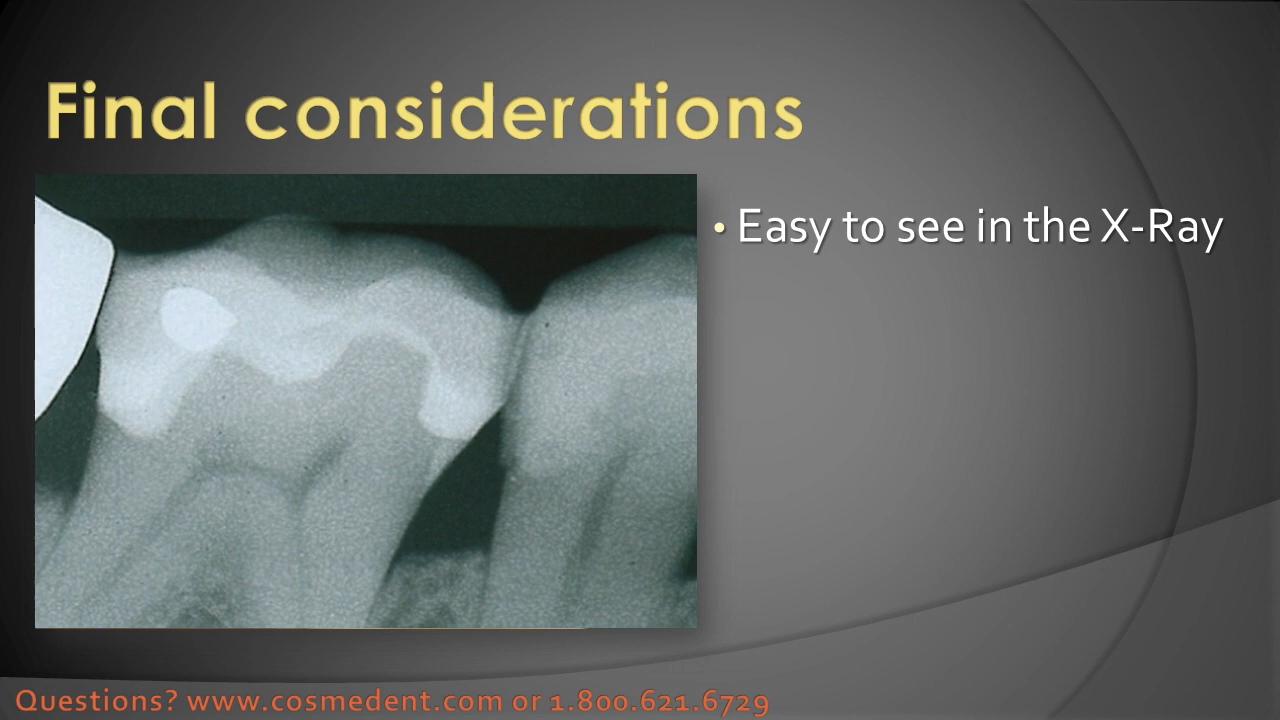 Final considerations
• Easy to see in the X-Ray
Questions? www.cosmedent.com or 1.800.621.6729